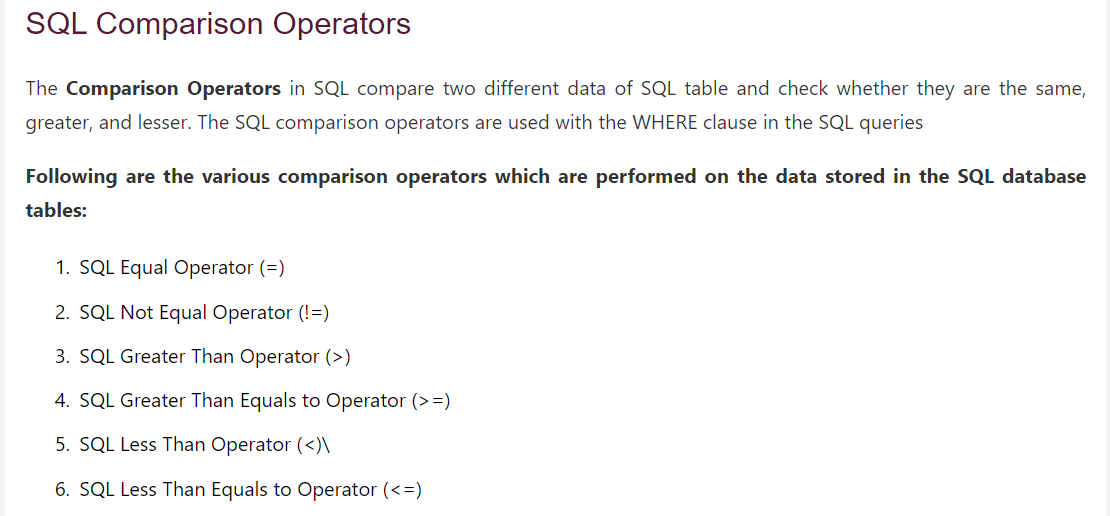 SQL Comparison Operators
The Comparison Operators in SQL compare two different data of SQL table and check whether they are the same,
greater, and lesser. The SQL comparison operators are used with the WHERE clause in the SQL queries
Following are the various comparison operators which are performed on the data stored in the SQL database
tables:
1. SQL Equal Operator (=)
2. SQL Not Equal Operator (!=)
3. SQL Greater Than Operator (>)
4. SQL Greater Than Equals to Operator (>=)
5. SQL Less Than Operator (<)\
6. SQL Less Than Equals to Operator (<=)